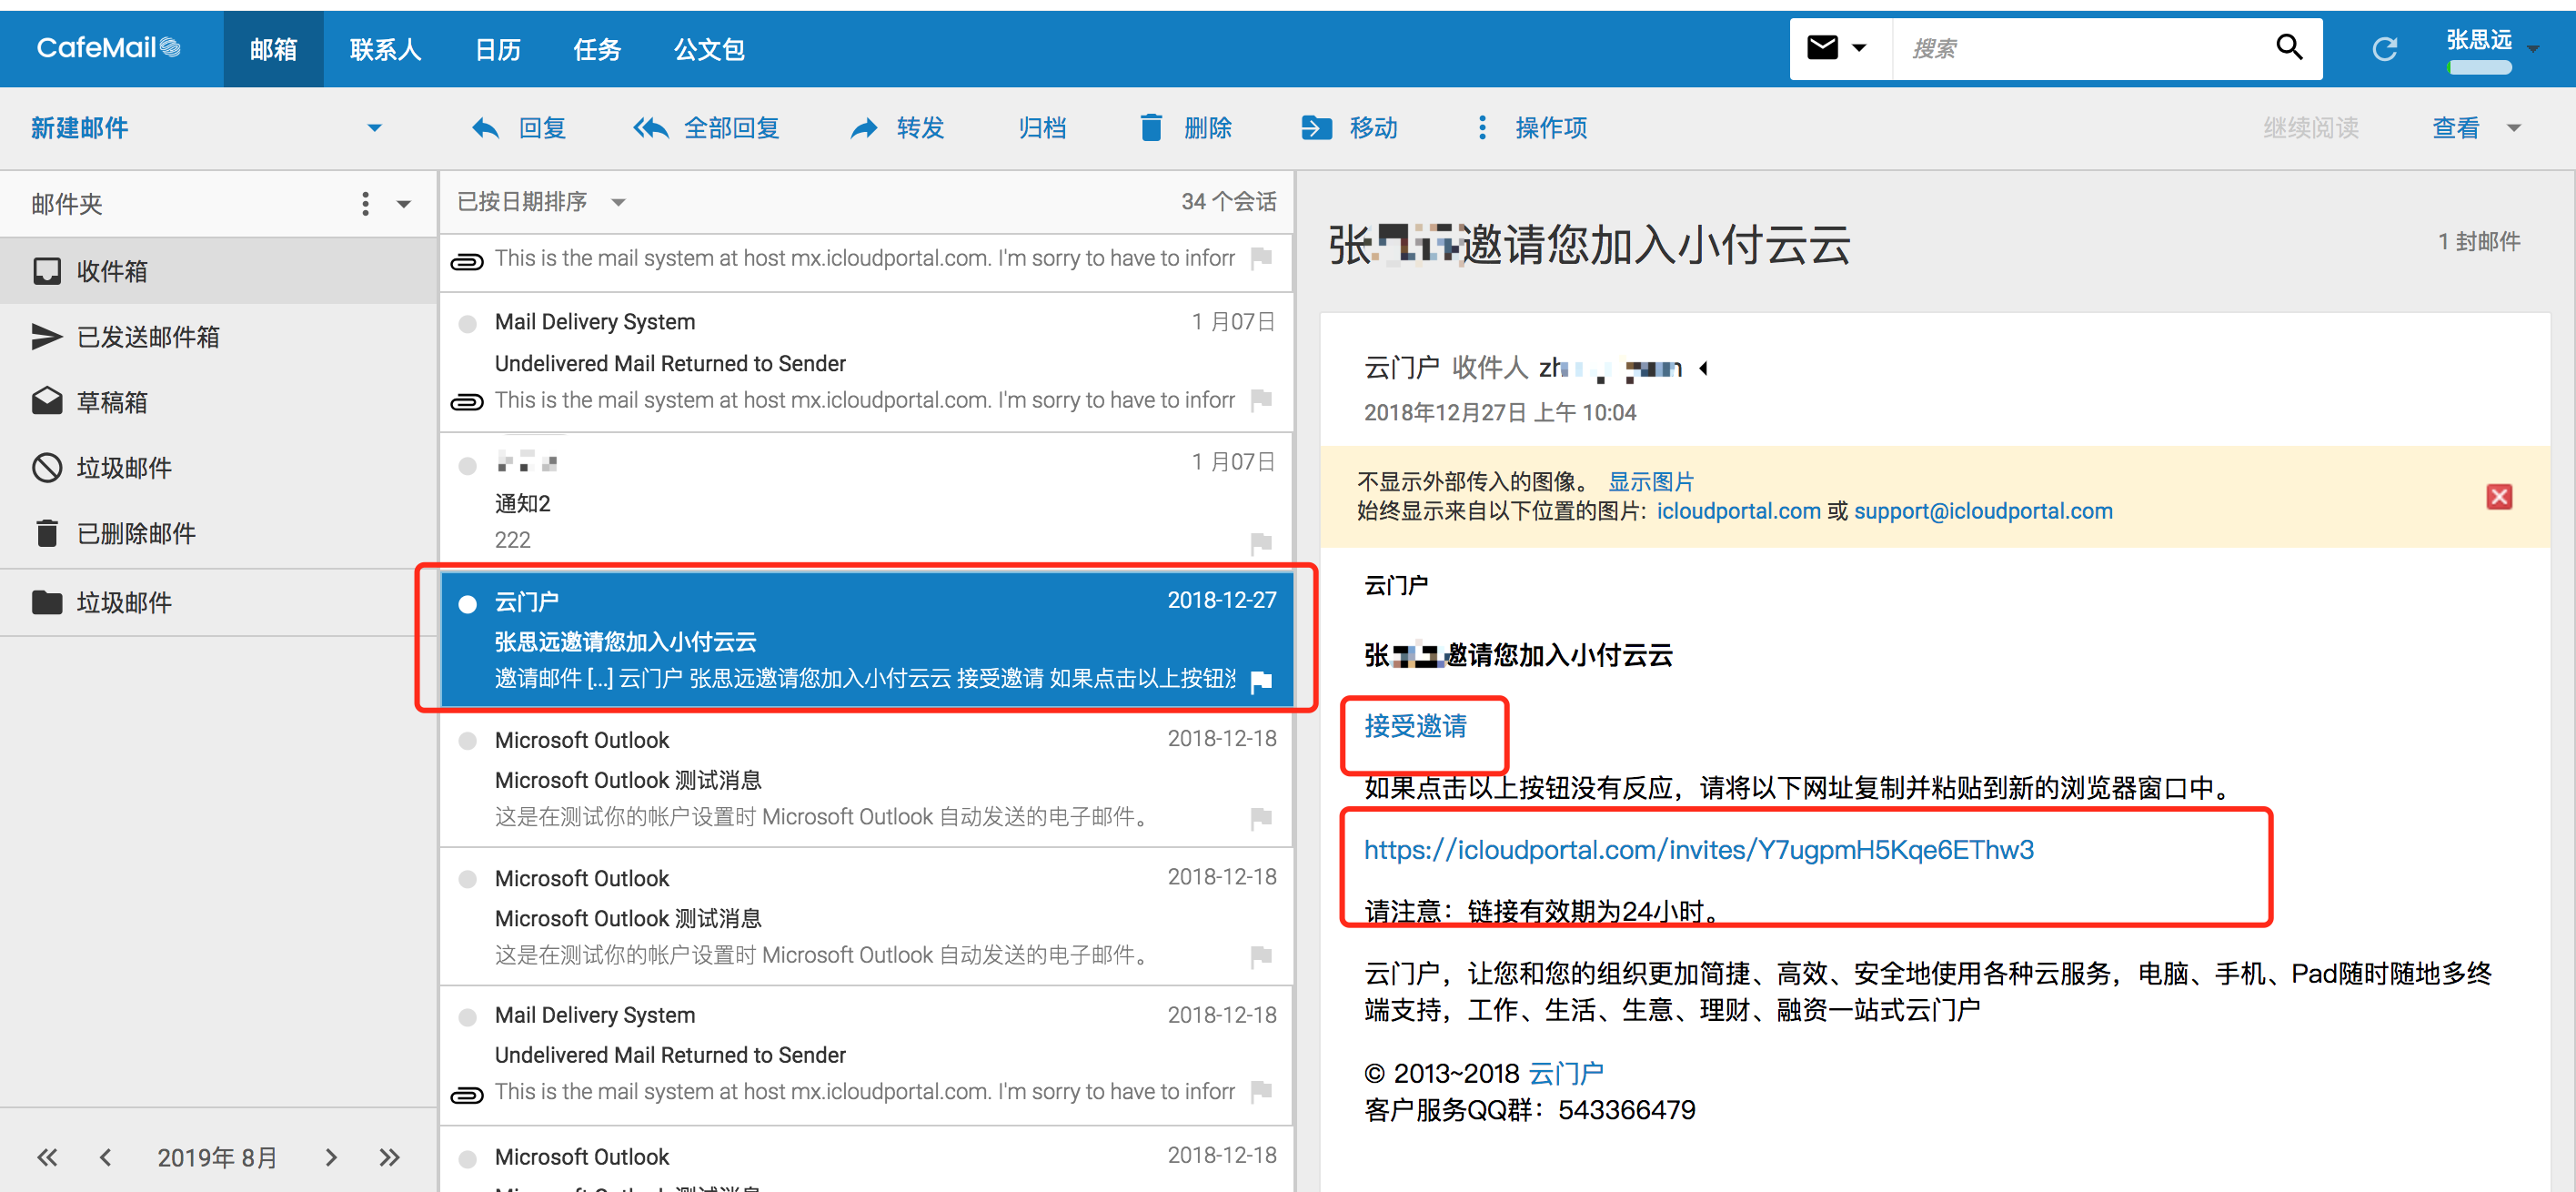 CafeMail
邮箱
联系人
日历
任务
公文包
搜索
张思远
新建邮件
回复
全部回复
转发
归档
删除
移动
操作项
继续阅读
查看
邮件夹
收件箱
已发送邮件箱
草稿箱
垃圾邮件
已删除邮件
垃圾邮件
2019年 8月
已按日期排序
34 个会话
This is the mail system at host mx.icloudportal.com. I'm sorry to have to inforr
Mail Delivery System
1 月07日
Undelivered Mail Returned to Sender
This is the mail system at host mx.icloudportal.com. I'm sorry to have to inforr
1 月07日
通知2
222
云门户
2018-12-27
张思远邀请您加入小付云云
邀请邮件 [...] 云门户 张思远邀请您加入小付云云 接受邀请 如果点击以上按钮
Microsoft Outlook
2018-12-18
Microsoft Outlook 测试消息
这是在测试你的帐户设置时 Microsoft Outlook 自动发送的电子邮件。
Microsoft Outlook
2018-12-18
Microsoft Outlook 测试消息
这是在测试你的帐户设置时 Microsoft Outlook 自动发送的电子邮件。
Mail Delivery System
2018-12-18
Undelivered Mail Returned to Sender
This is the mail system at host mx.icloudportal.com. I'm sorry to have to inforr
Microsoft Outlook
2018-12-18
张 邀请您加入小付云云
1 封邮件
云门户 收件人 zh
2018年12月27日 上午 10:04
不显示外部传入的图像。 显示图片
始终显示来自以下位置的图片: icloudportal.com 或 support@icloudportal.com
云门户
张 邀请您加入小付云云
接受邀请
如果点击以上按钮没有反应，请将以下网址复制并粘贴到新的浏览器窗口中。
https://icloudportal.com/invites/Y7ugpmH5Kqe6EThw3
请注意：链接有效期为24小时。
云门户，让您和您的组织更加简捷、高效、安全地使用各种云服务，电脑、手机、Pad随时随地多终
端支持，工作、生活、生意、理财、融资一站式云门户
© 2013~2018 云门户
客户服务QQ群：543366479